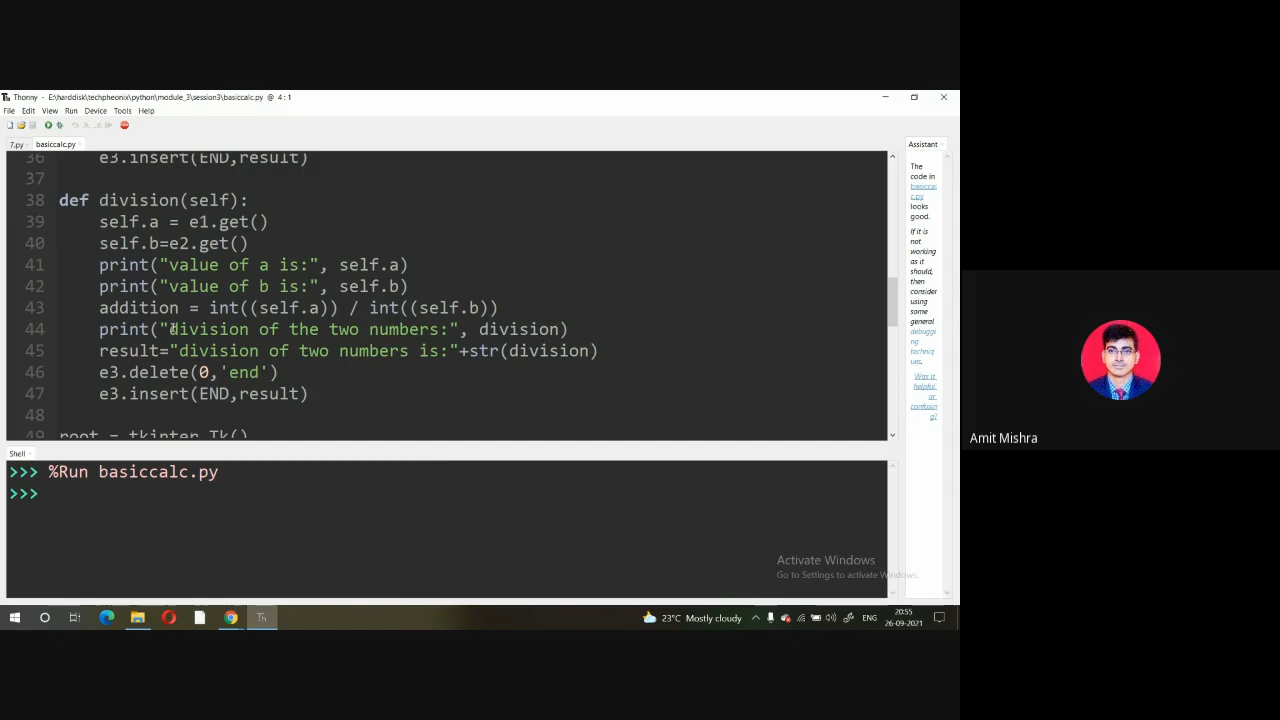 Thonny - E:\harddisk\techpheonix\python\module_3\session3\basiccalc.py @ 4 : 1
File Edit View Run Device Tools Help
7.py basiccalc.py
36 e3.insert(END,result)
37
38 def division(self):
39 self.a = e1.get()
40 self.b=e2.get()
41 print("value of a is:", self.a)
42 print("value of b is:", self.b)
43 addition = int((self.a)) / int((self.b))
44 print("division of the two numbers:", division)
45 result="division of two numbers is:"+str(division)
46 e3.delete(0,'end')
47 e3.insert(END,result)
48
49 root = tkinter.Tk()
Assistant
The
code in
basiccal
c.py
looks
good.
If it is
not
working
as it
should,
then
consider
using
some
general
debuggi
ng
techniq
ues.
Was it
helpful
or
confusin
g?
Shell
>>> %Run basiccalc.py
>>>
Activate Windows
Go to Settings to activate Windows.
Th
23°C Mostly cloudy
ENG
20:55
26-09-2021
Amit Mishra